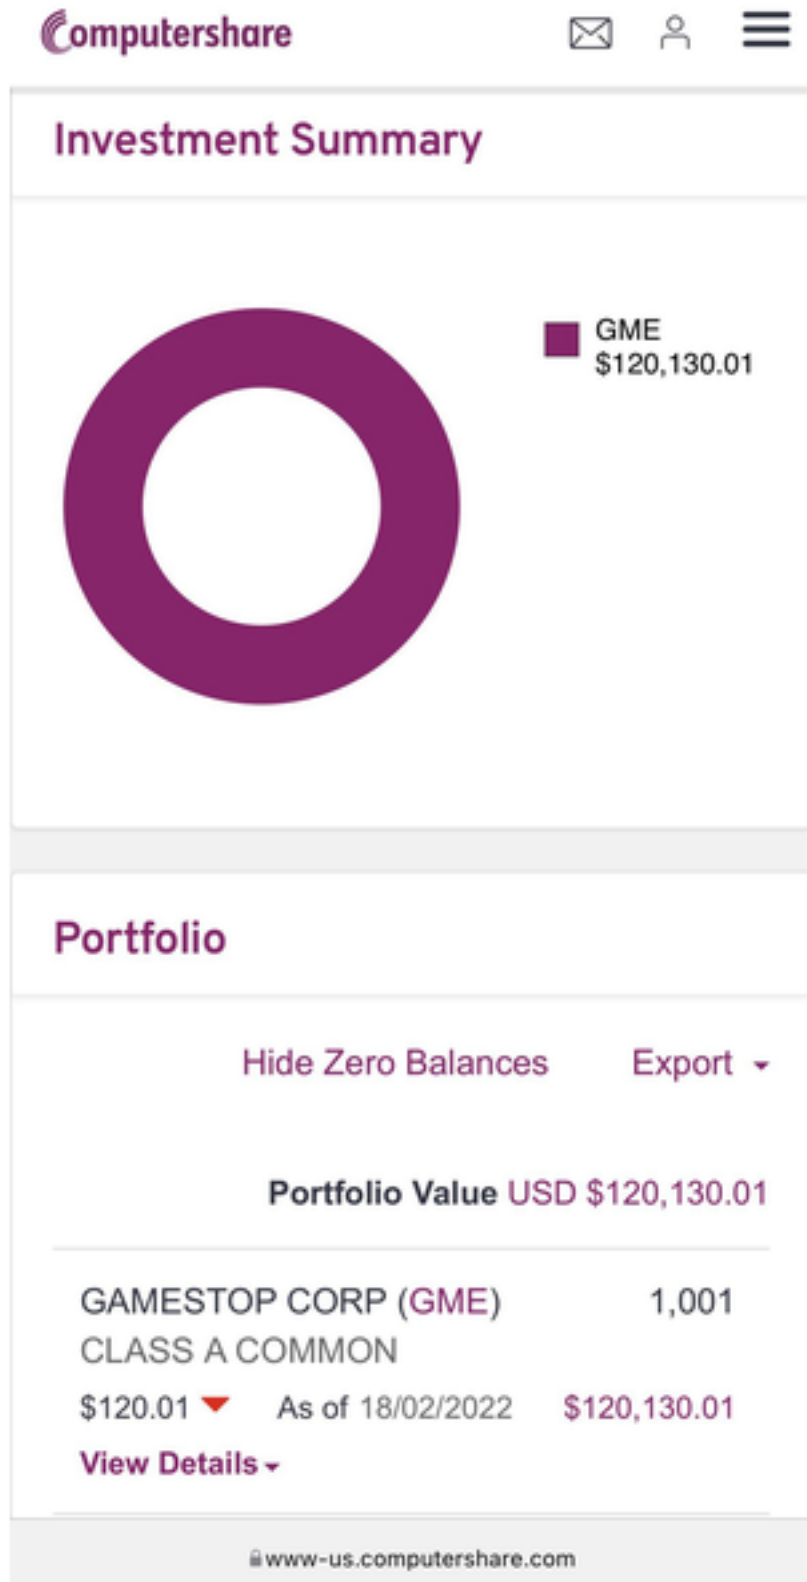 Computershare
Investment Summary
GME
$120,130.01
Portfolio
Hide Zero Balances Export
Portfolio Value USD $120,130.01
GAMESTOP CORP (GME) 1,001
CLASS A COMMON
$120.01 As of 18/02/2022 $120,130.01
View Details
www-us.computershare.com